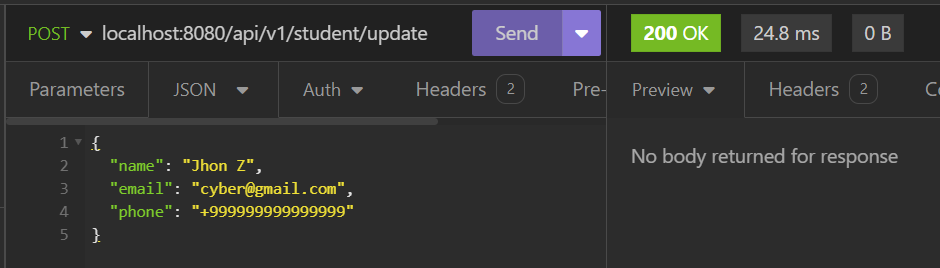 POST localhost:8080/api/v1/student/update Send 200 OK 24.8 ms 0 B
Parameters JSON Auth Headers 2 Pre- Preview Headers 2 Co
1 {
2 "name": "Jhon Z",
3 "email": "cyber@gmail.com",
4 "phone": "+999999999999999"
5 }
No body returned for response